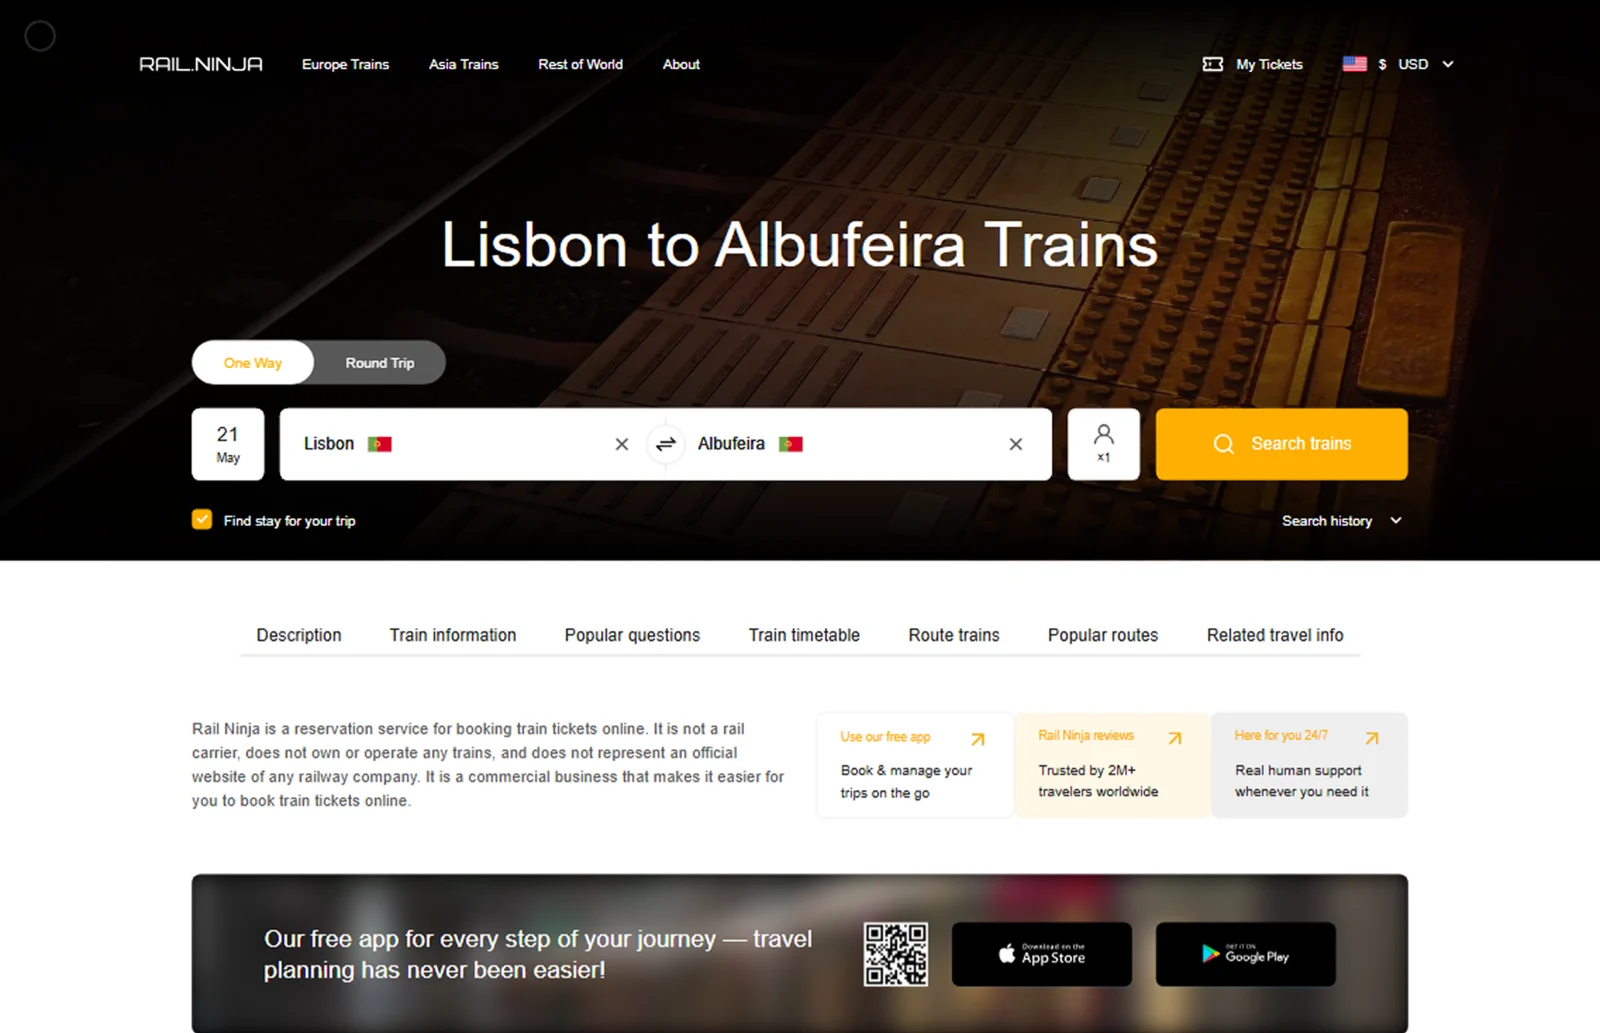 RAIL.NINJA Europe Trains Asia Trains Rest of World About My Tickets $ USD
Lisbon to Albufeira Trains
One Way Round Trip
21
May
Lisbon
Albufeira
x1
Search trains
Find stay for your trip
Search history
Description Train information Popular questions Train timetable Route trains Popular routes Related travel info
Rail Ninja is a reservation service for booking train tickets online. It is not a rail
carrier, does not own or operate any trains, and does not represent an official
website of any railway company. It is a commercial business that makes it easier for
you to book train tickets online.
Use our free app
Book & manage your
trips on the go
Rail Ninja reviews
Trusted by 2M+
travelers worldwide
Here for you 24/7
Real human support
whenever you need it
Our free app for every step of your journey — travel
planning has never been easier!
Download on the
App Store
GET IT ON
Google Play